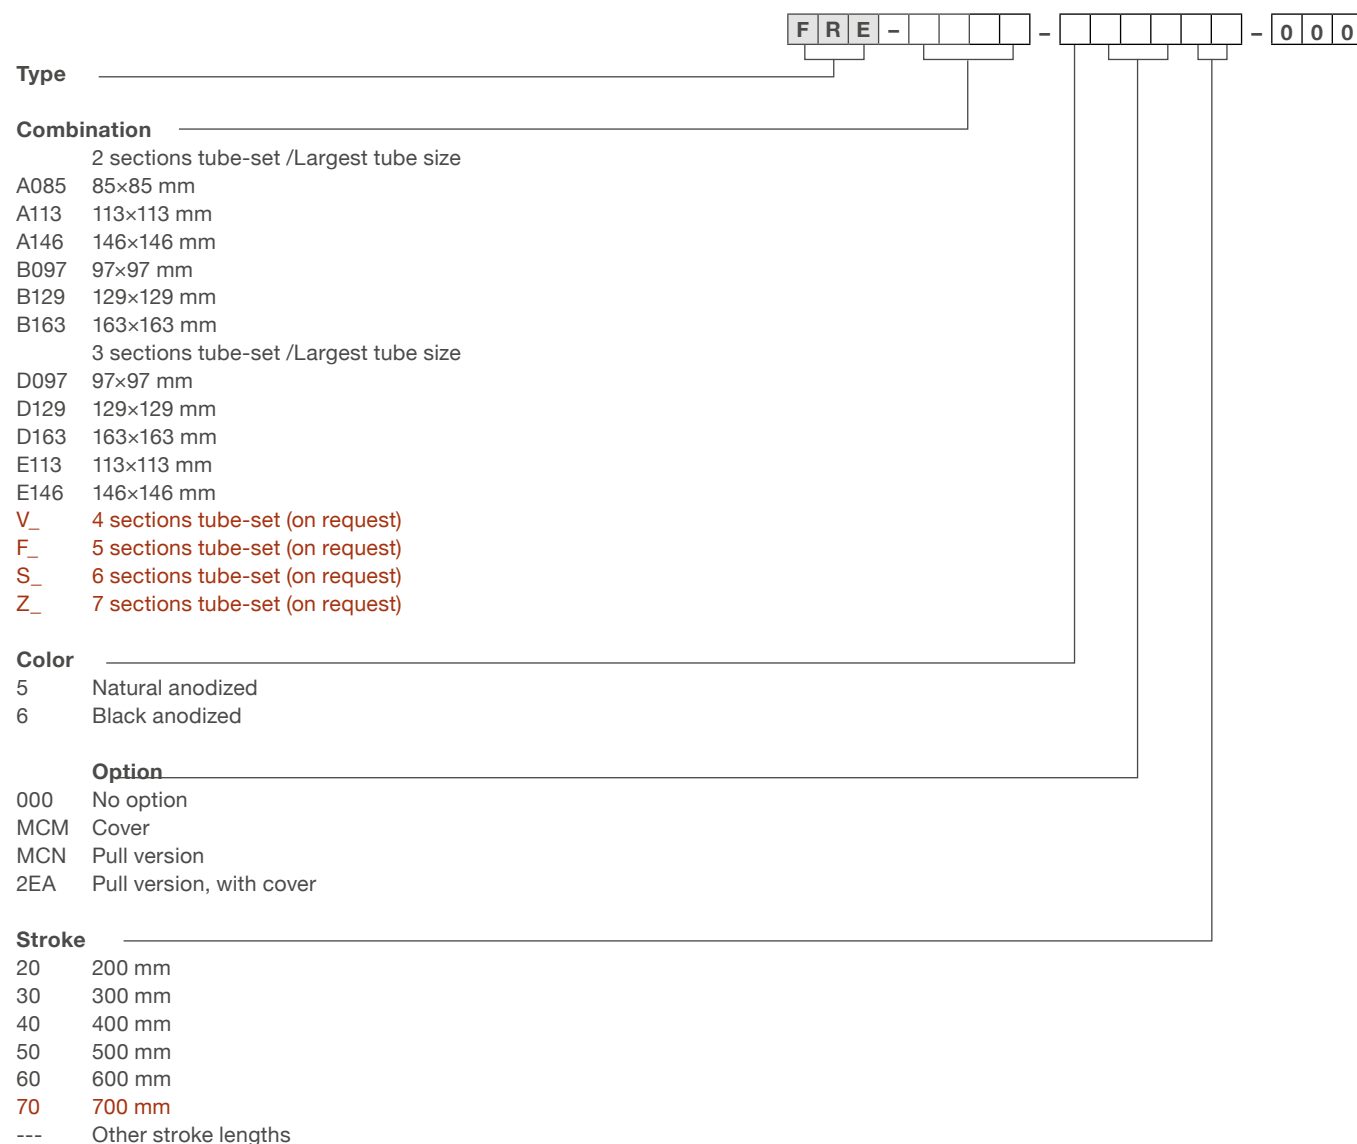 F R E – – – 0 0 0
Type
Combination
2 sections tube-set /Largest tube size
A085 85×85 mm
A113 113×113 mm
A146 146×146 mm
B097 97×97 mm
B129 129×129 mm
B163 163×163 mm
3 sections tube-set /Largest tube size
D097 97×97 mm
D129 129×129 mm
D163 163×163 mm
E113 113×113 mm
E146 146×146 mm
V_ 4 sections tube-set (on request)
F_ 5 sections tube-set (on request)
S_ 6 sections tube-set (on request)
Z_ 7 sections tube-set (on request)
Color
5 Natural anodized
6 Black anodized
Option
000 No option
MCM Cover
MCN Pull version
2EA Pull version, with cover
Stroke
20 200 mm
30 300 mm
40 400 mm
50 500 mm
60 600 mm
70 700 mm
--- Other stroke lengths